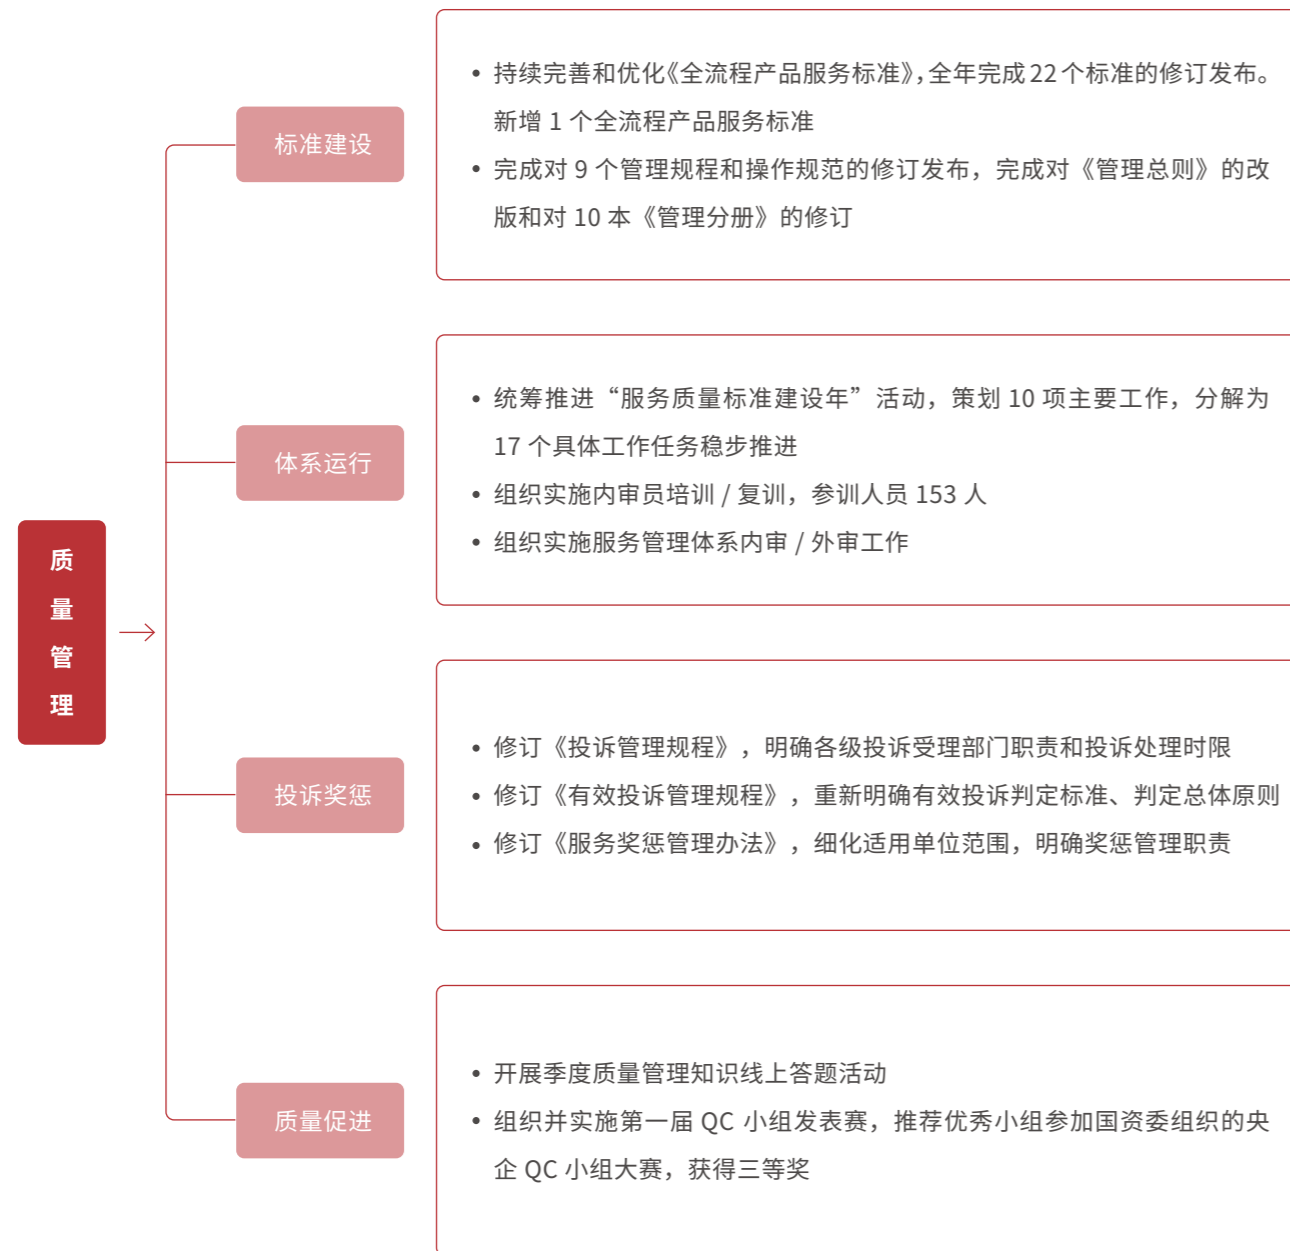 质量管理
标准建设
• 持续完善和优化《全流程产品服务标准》，全年完成 22 个标准的修订发布。
新增 1 个全流程产品服务标准
• 完成对 9 个管理规程和操作规范的修订发布，完成对《管理总则》的改
版和对 10 本《管理分册》的修订
体系运行
• 统筹推进“服务质量标准建设年”活动，策划 10 项主要工作，分解为
17 个具体工作任务稳步推进
• 组织实施内审员培训 / 复训，参训人员 153 人
• 组织实施服务管理体系内审 / 外审工作
投诉奖惩
• 修订《投诉管理规程》，明确各级投诉受理部门职责和投诉处理时限
• 修订《有效投诉管理规程》，重新明确有效投诉判定标准、判定总体原则
• 修订《服务奖惩管理办法》，细化适用单位范围，明确奖惩管理职责
质量促进
• 开展季度质量管理知识线上答题活动
• 组织并实施第一届 QC 小组发表赛，推荐优秀小组参加国资委组织的央
企 QC 小组大赛，获得三等奖